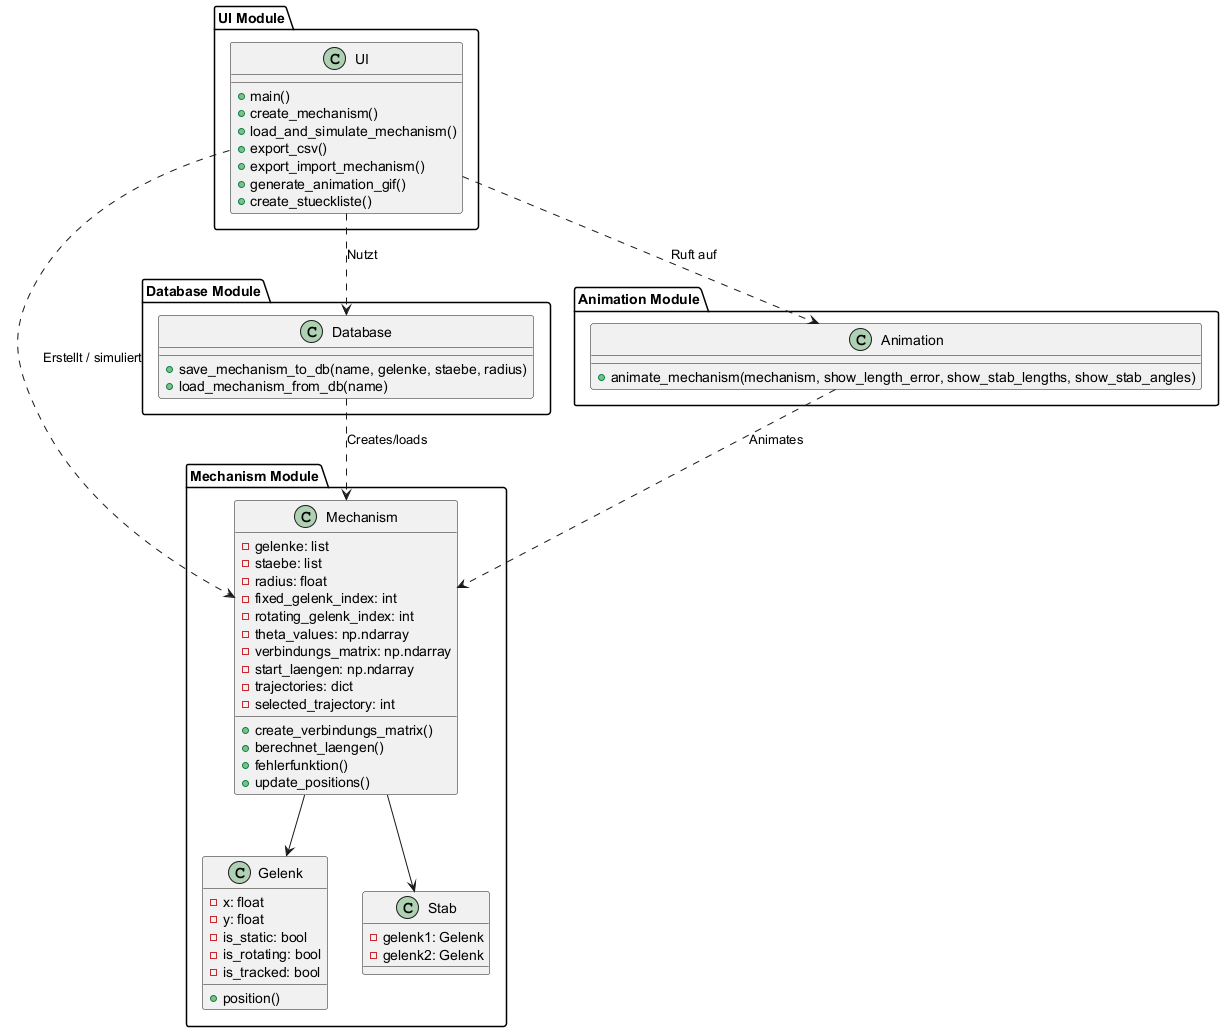 UI Module
C UI
main()
create_mechanism()
load_and_simulate_mechanism()
export_csv()
export_import_mechanism()
generate_animation_gif()
create_stueckliste()
Nutzt
Ruft auf
Erstellt / simuliert
Database Module
C Database
save_mechanism_to_db(name, gelenke, staebe, radius)
load_mechanism_from_db(name)
Animation Module
C Animation
animate_mechanism(mechanism, show_length_error, show_stab_lengths, show_stab_angles)
Creates/loads
Animates
Mechanism Module
C Mechanism
gelenke: list
staebe: list
radius: float
fixed_gelenk_index: int
rotating_gelenk_index: int
theta_values: np.ndarray
verbindungs_matrix: np.ndarray
start_laengen: np.ndarray
trajectories: dict
selected_trajectory: int
create_verbindungs_matrix()
berechnet_laengen()
fehlerfunktion()
update_positions()
C Gelenk
x: float
y: float
is_static: bool
is_rotating: bool
is_tracked: bool
position()
C Stab
gelenk1: Gelenk
gelenk2: Gelenk